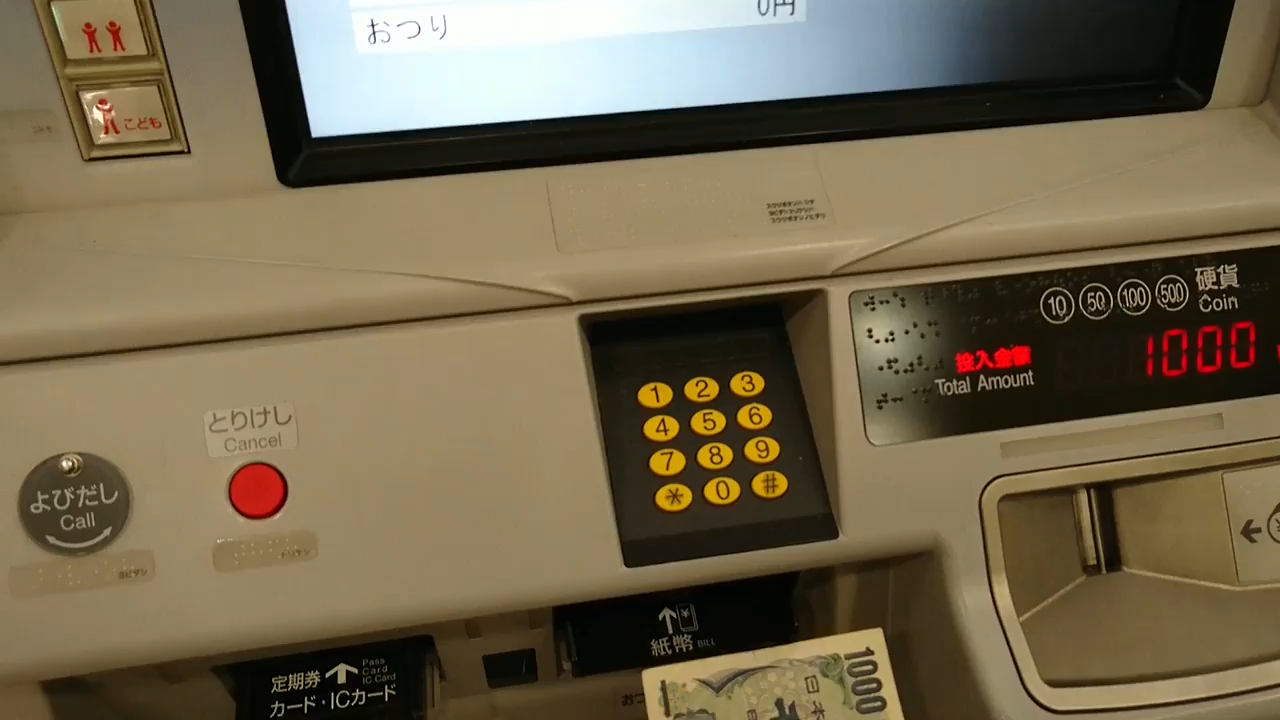 おつり 0円
こども
10 50 100 500 硬貨
Coin
投入金額
Total Amount
1000
とりけし
Cancel
よびだし
Call
1 2 3
4 5 6
7 8 9
* 0 #
紙幣 BILL
定期券
カード・ICカード
Pass
Card
IC Card
1000
日本